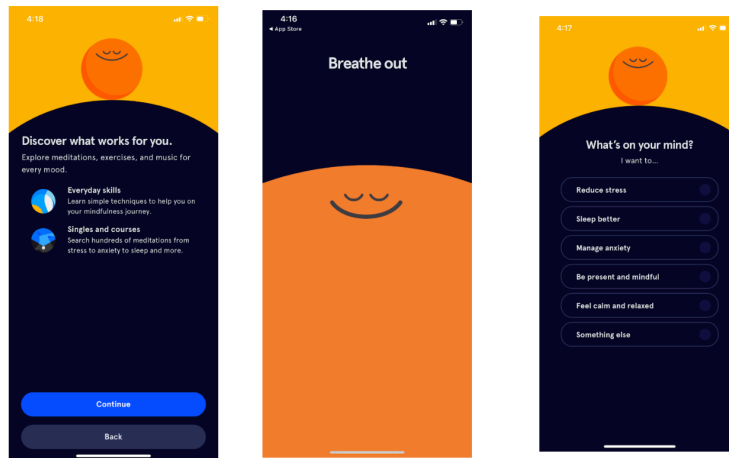 4:18
Discover what works for you.
Explore meditations, exercises, and music for
every mood.
Everyday skills
Learn simple techniques to help you on
your mindfulness journey.
Singles and courses
Search hundreds of meditations from
stress to anxiety to sleep and more.
Continue
Back
4:16
◀ App Store
Breathe out
4:17
What's on your mind?
I want to...
Reduce stress
Sleep better
Manage anxiety
Be present and mindful
Feel calm and relaxed
Something else